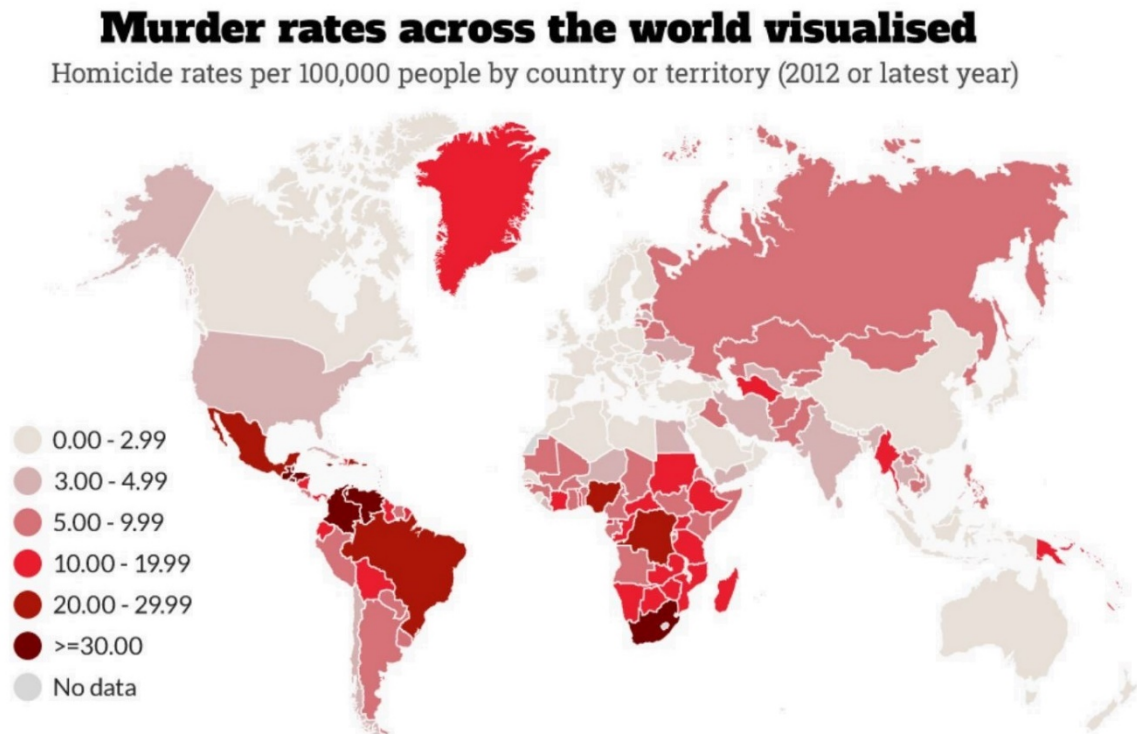 Murder rates across the world visualised
Homicide rates per 100,000 people by country or territory (2012 or latest year)
0.00 - 2.99
3.00 - 4.99
5.00 - 9.99
10.00 - 19.99
20.00 - 29.99
>=30.00
No data